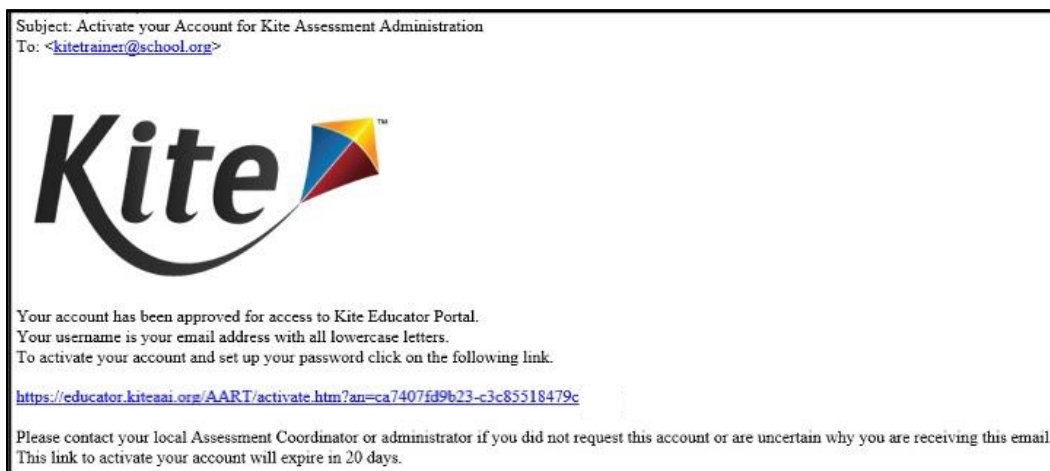 Subject: Activate your Account for Kite Assessment Administration
To: <kitetrainer@school.org>
Kite™
Your account has been approved for access to Kite Educator Portal.
Your username is your email address with all lowercase letters.
To activate your account and set up your password click on the following link.
https://educator.kiteaai.org/AART/activate.htm?an=ca7407fd9b23-c3c85518479c
Please contact your local Assessment Coordinator or administrator if you did not request this account or are uncertain why you are receiving this email
This link to activate your account will expire in 20 days.